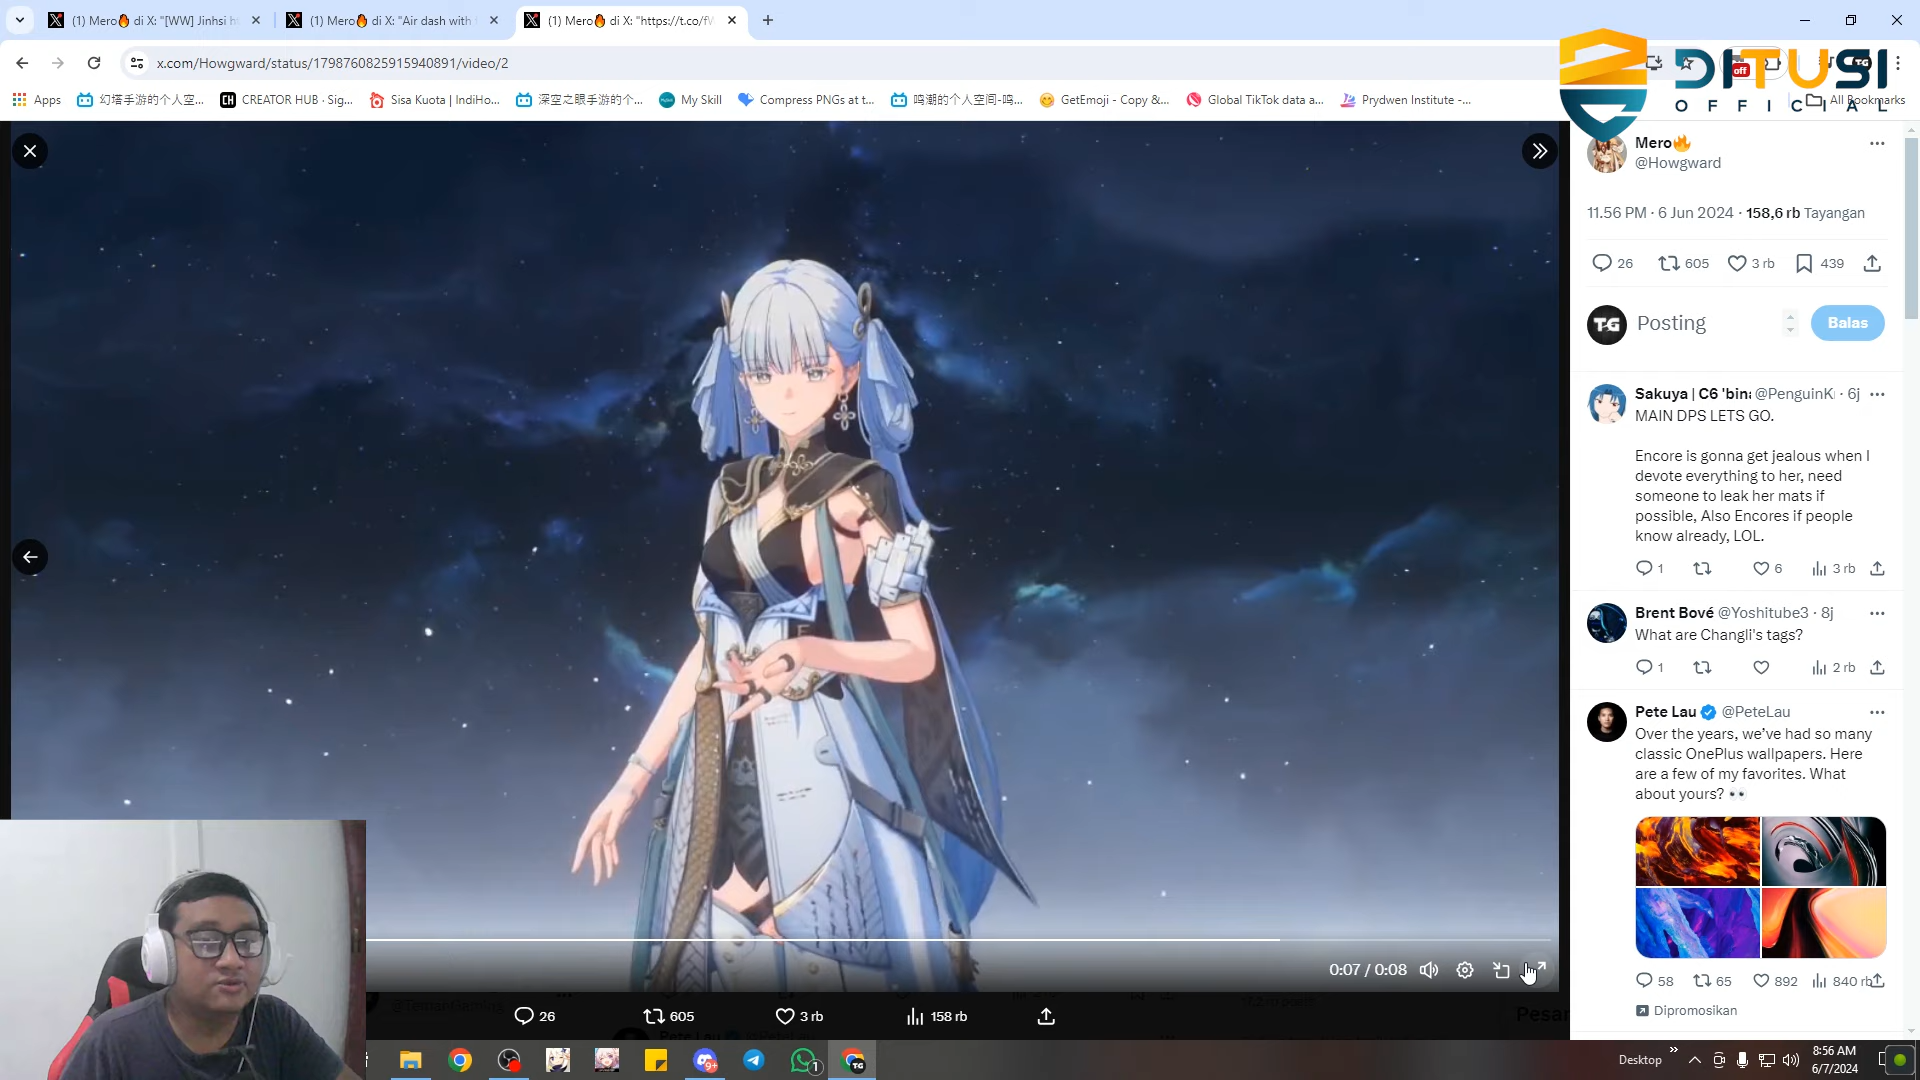 (1) Mero🔥 di X: "[WW] Jinhsi h
(1) Mero🔥 di X: "Air dash with
(1) Mero🔥 di X: "https://t.co/f
x.com/Howgward/status/1798760825915940891/video/2
off
TG
Apps
幻塔手游的个人空...
CREATOR HUB · Sig...
Sisa Kuota | IndiHo...
深空之眼手游的个...
My Skill
Compress PNGs at t...
鸣潮的个人空间-鸣...
GetEmoji - Copy &...
Global TikTok data a...
Prydwen Institute -...
All Bookmarks
DITUSI
OFFICIAL
Mero🔥
@Howgward
11.56 PM · 6 Jun 2024 · 158,6 rb Tayangan
26 605 3 rb 439
TG Posting Balas
Sakuya | C6 'bin: @PenguinK · 6j
MAIN DPS LETS GO.
Encore is gonna get jealous when I
devote everything to her, need
someone to leak her mats if
possible, Also Encores if people
know already, LOL.
1 6 3 rb
Brent Bové @Yoshitube3 · 8j
What are Changli's tags?
1 2 rb
Pete Lau @PeteLau
Over the years, we've had so many
classic OnePlus wallpapers. Here
are a few of my favorites. What
about yours? 👀
58 65 892 840 rb
Dipromosikan
0:07 / 0:08
26 605 3 rb 158 rb
Pesan
Pete Lau
9+
1
TG
Desktop
8:56 AM
6/7/2024